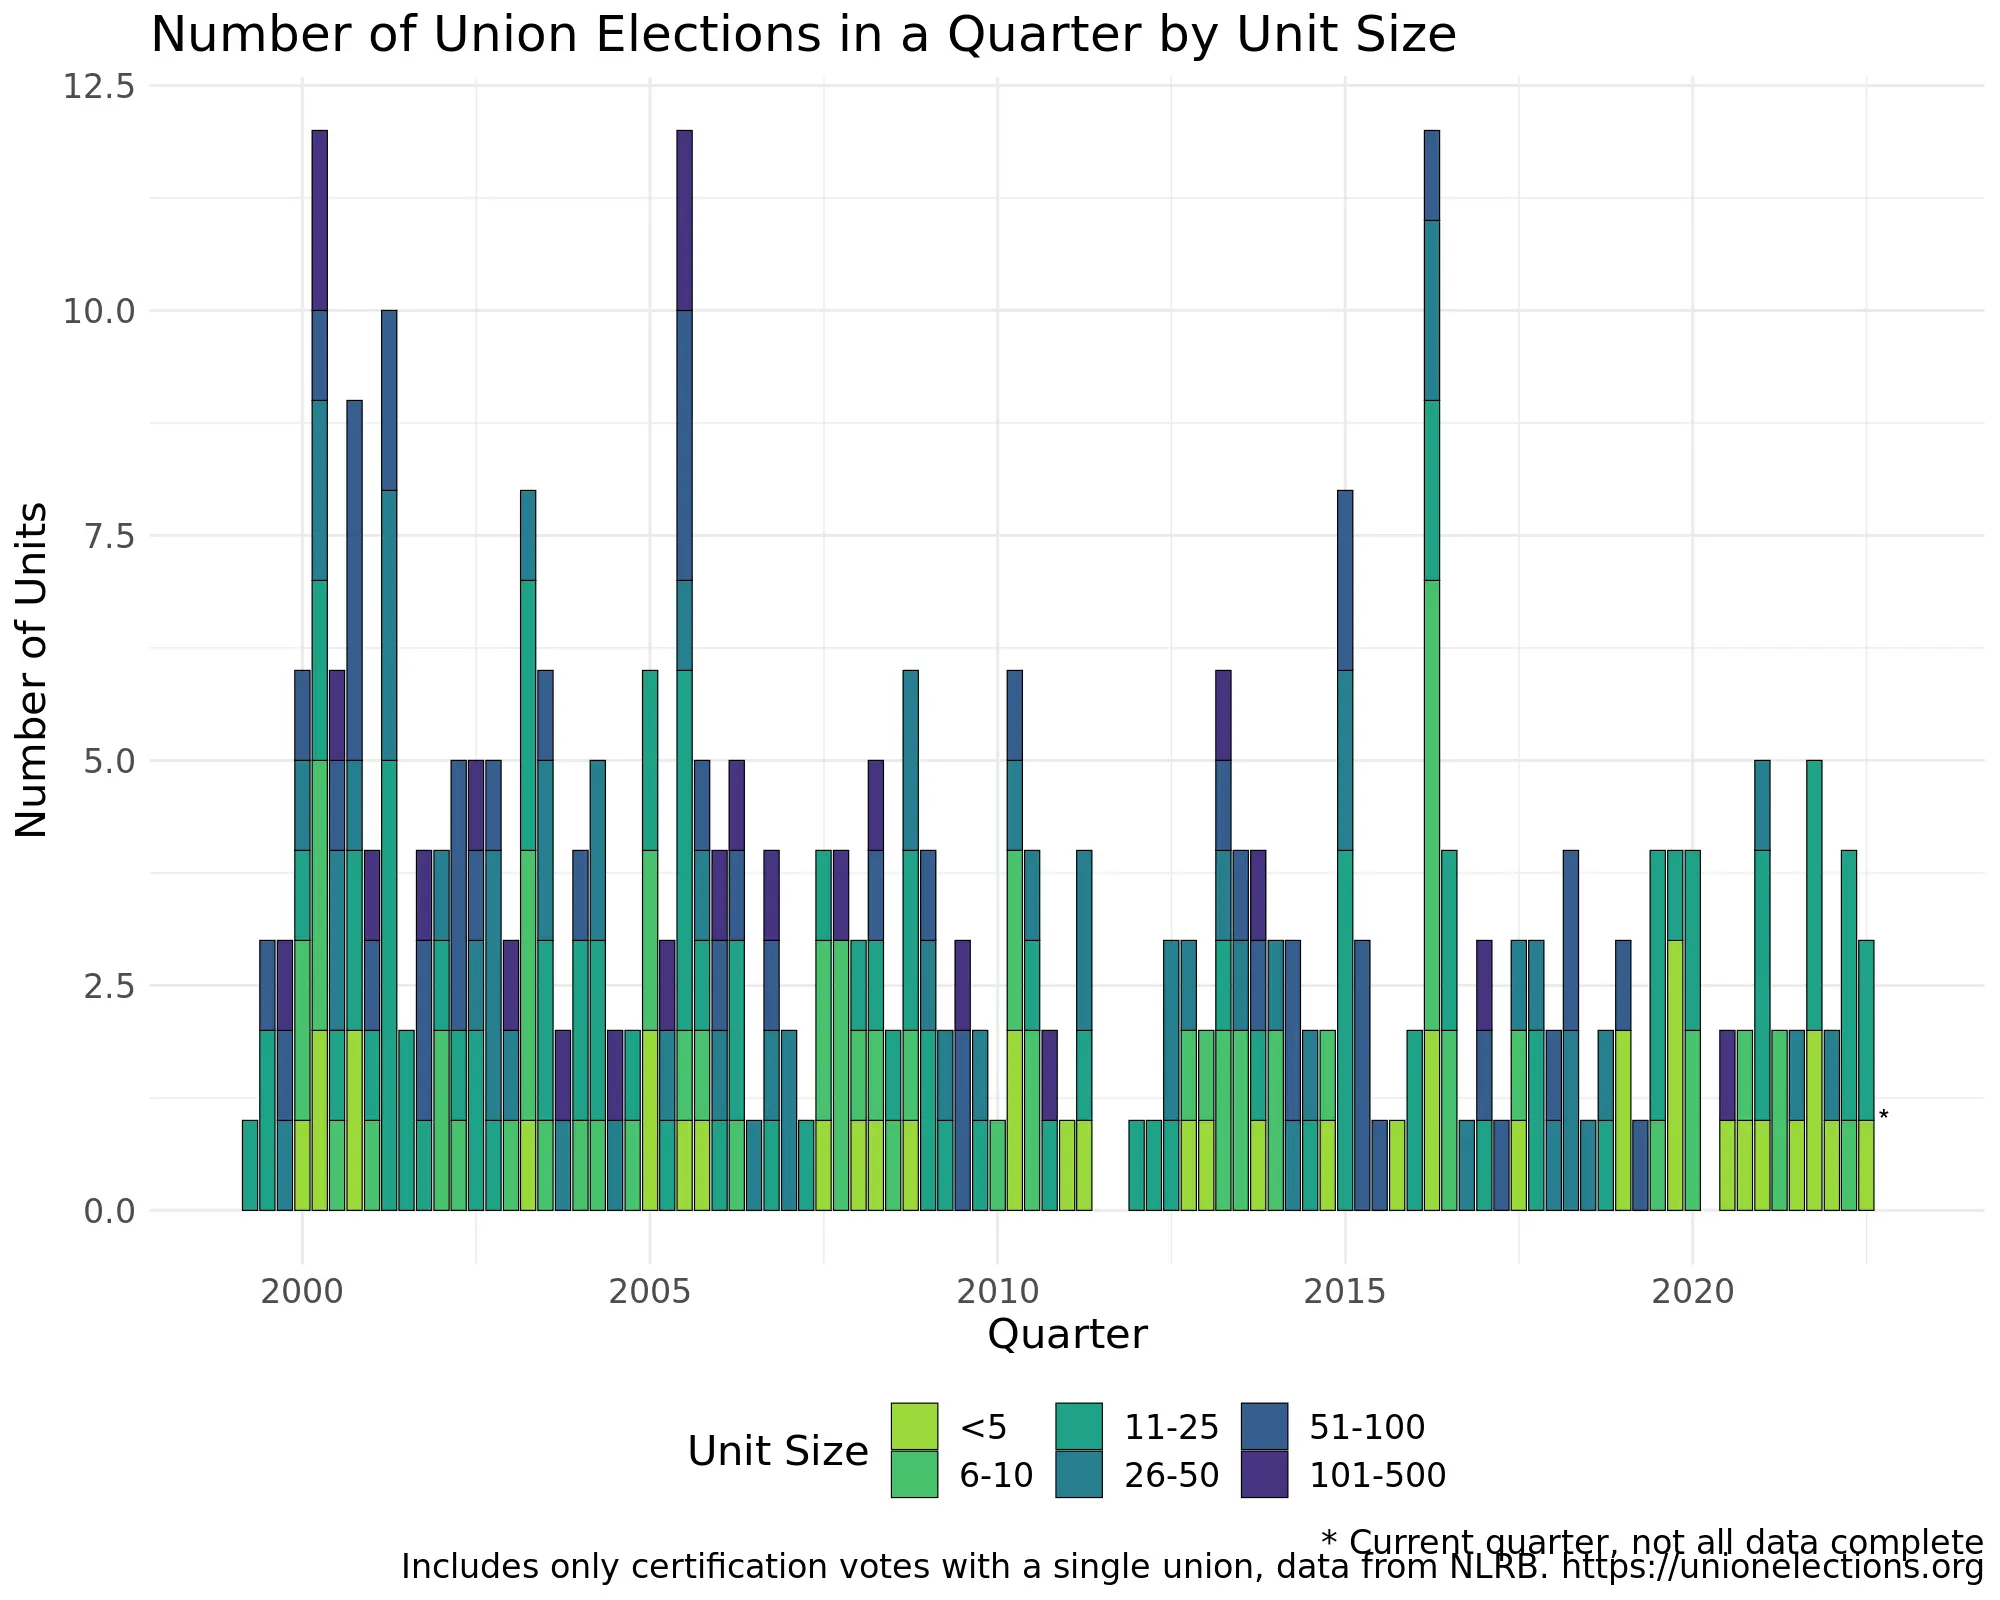 Number of Union Elections in a Quarter by Unit Size
12.5
10.0
7.5
5.0
2.5
0.0
Number of Units
*
2000 2005 2010 2015 2020
Quarter
Unit Size
<5 11-25 51-100
6-10 26-50 101-500
* Current quarter, not all data complete
Includes only certification votes with a single union, data from NLRB. https://unionelections.org